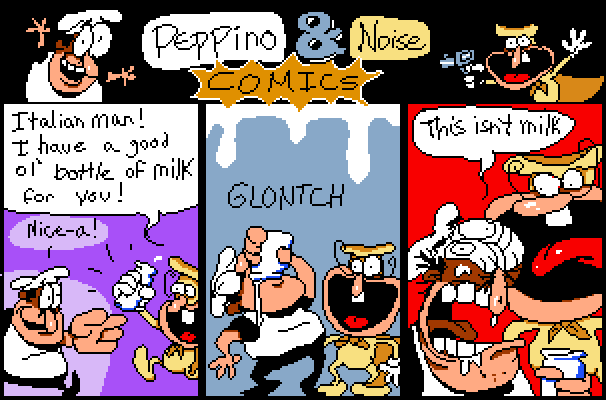 Peppino & Noise
COMICS
Italian man!
I have a good
ol' bottle of milk
for you!
Nice-a!
GLONTCH
This isn't milk